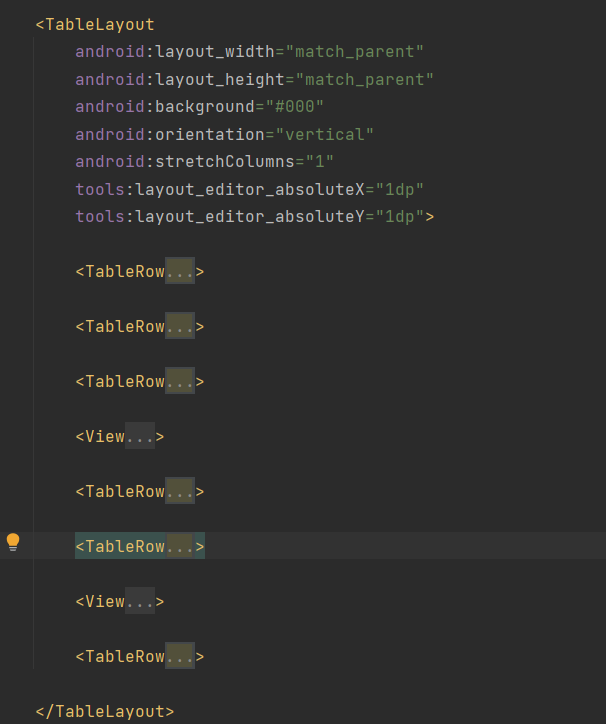 <TableLayout
android:layout_width="match_parent"
android:layout_height="match_parent"
android:background="#000"
android:orientation="vertical"
android:stretchColumns="1"
tools:layout_editor_absoluteX="1dp"
tools:layout_editor_absoluteY="1dp">
<TableRow...>
<TableRow...>
<TableRow...>
<View...>
<TableRow...>
<TableRow...>
<View...>
<TableRow...>
</TableLayout>